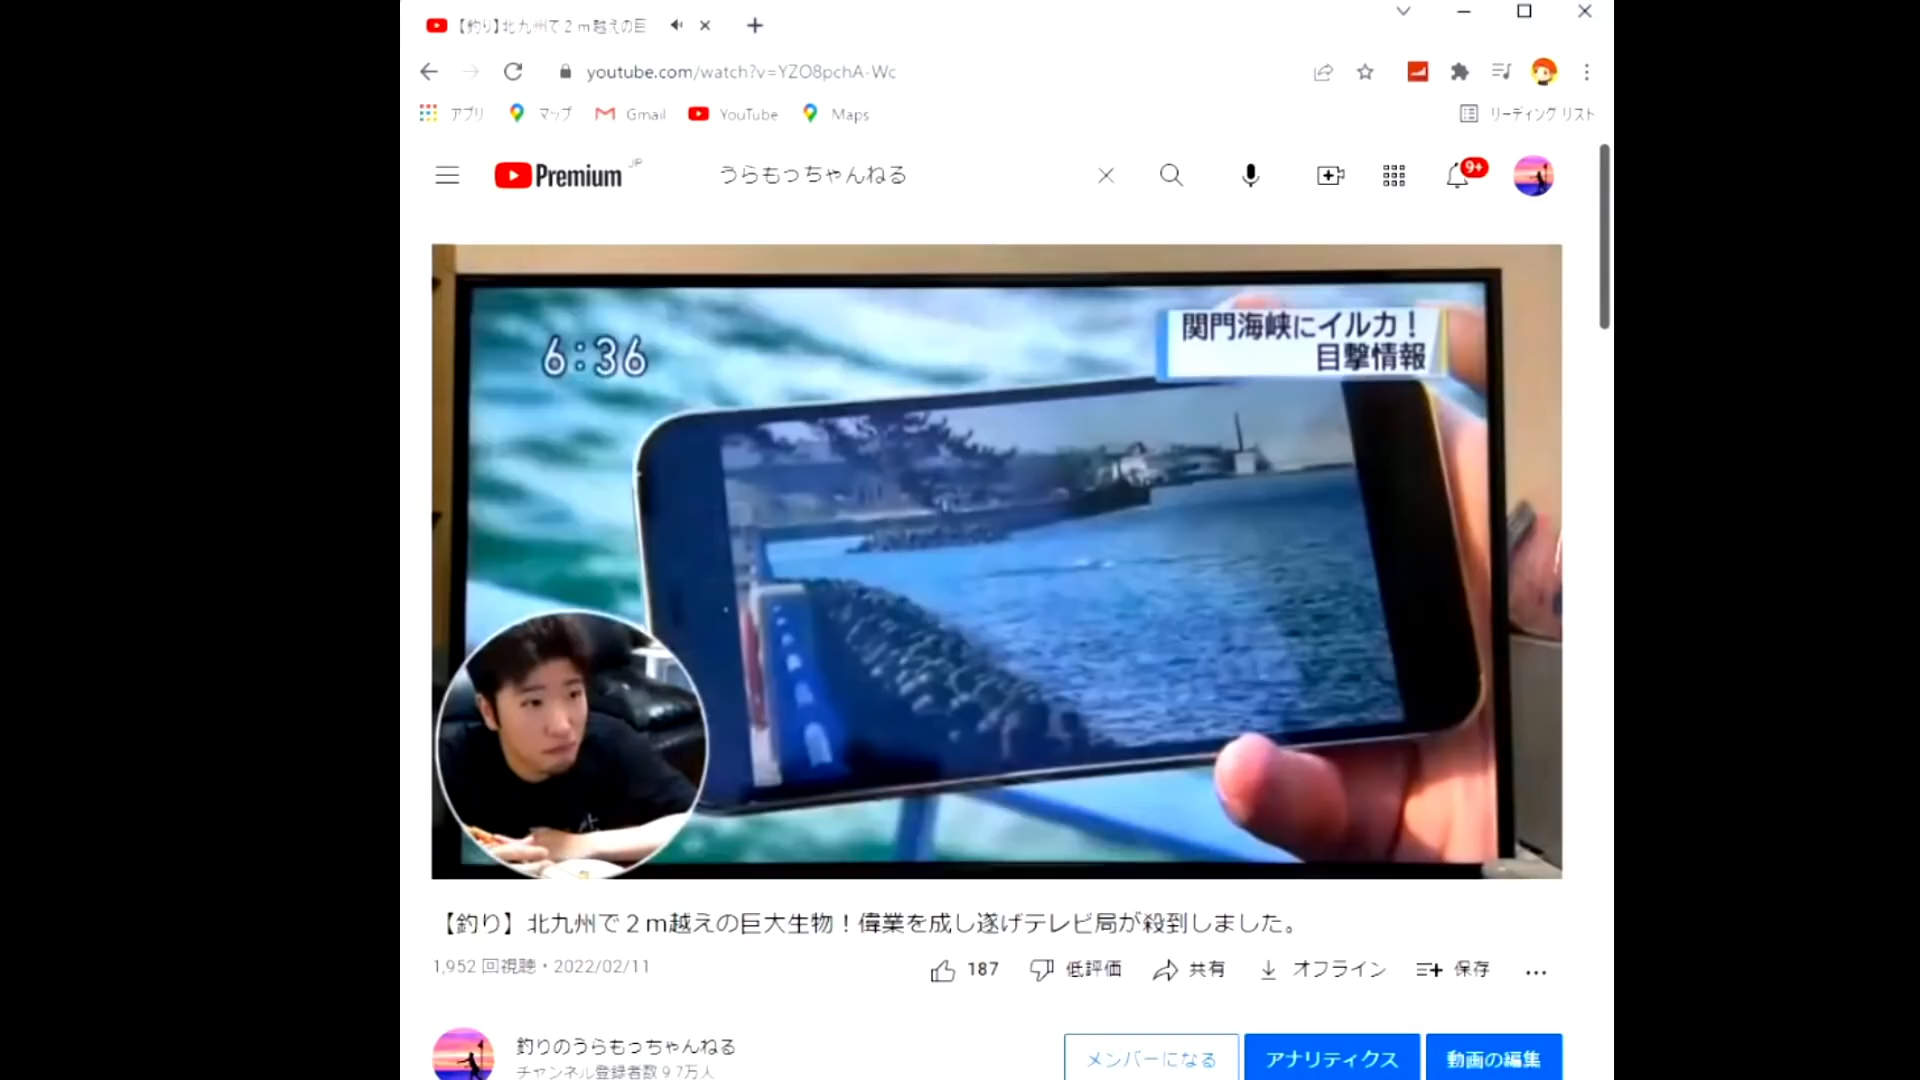 【釣り】北九州で２ｍ越えの巨
youtube.com/watch?v=YZO8pchA-Wc
アプリ マップ Gmail YouTube Maps リーディング リスト
Premium JP うらもっちゃんねる 9+
6:36
関門海峡にイルカ！
目撃情報
【釣り】北九州で２ｍ越えの巨大生物！偉業を成し遂げテレビ局が殺到しました。
1,952 回視聴・2022/02/11 187 低評価 共有 オフライン 保存
釣りのうらもっちゃんねる メンバーになる アナリティクス 動画の編集
チャンネル登録者数 9.7万人